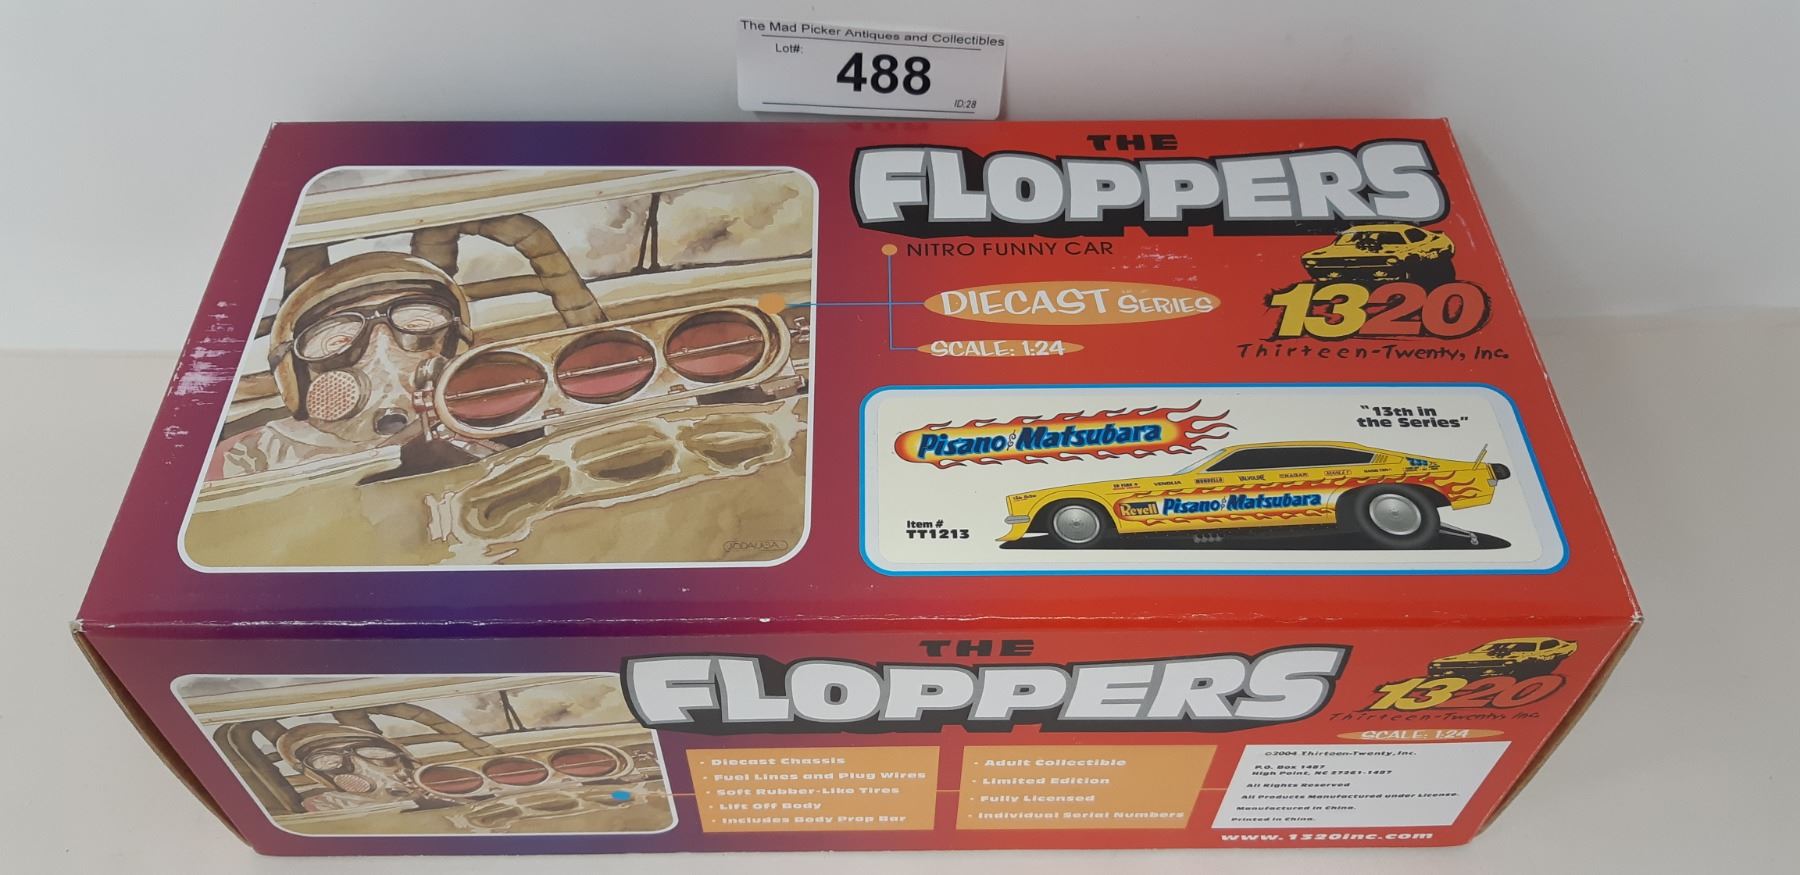 The Mad Picker Antiques and Collectibles
Lot#:
488
ID:28
THE
FLOPPERS
NITRO FUNNY CAR
DIECAST SERIES
SCALE: 1:24
1320
Thirteen-Twenty, Inc.
"13th in
the Series"
Pisano & Matsubara
Item #
TT1213
Revell Pisano & Matsubara
THE
FLOPPERS
1320
Thirteen-Twenty, Inc.
SCALE: 1:24
• Diecast Chassis
• Fuel Lines and Plug Wires
• Soft Rubber-Like Tires
• Lift Off Body
• Includes Body Prop Bar
• Adult Collectible
• Limited Edition
• Fully Licensed
• Individual Serial Numbers
©2004 Thirteen-Twenty, Inc.
P.O. Box 1487
High Point, NC 27261-1487
All Rights Reserved
All Products Manufactured under License.
Manufactured in China.
Printed in China.
www.1320inc.com